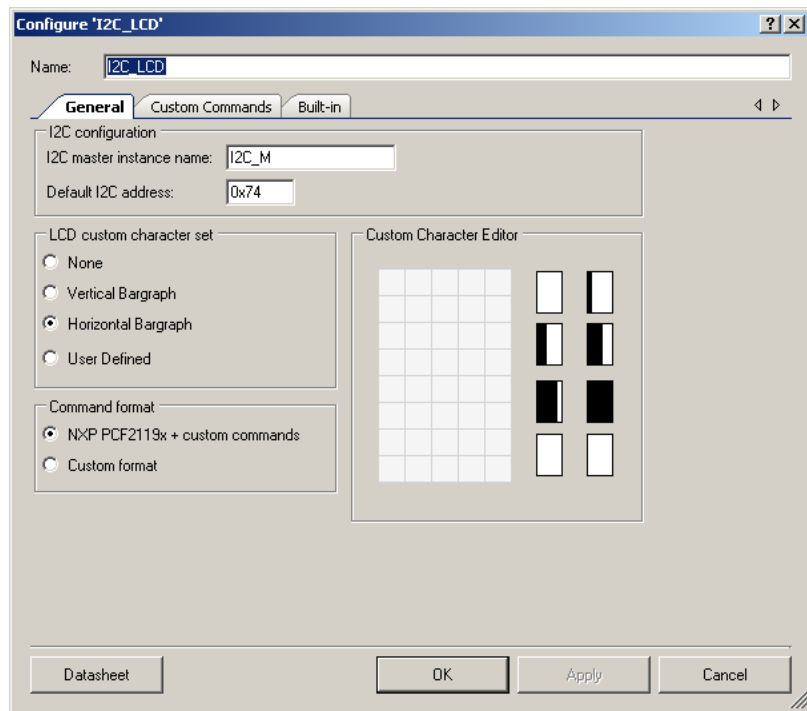 Configure 'I2C_LCD'
Name: I2C_LCD
General Custom Commands Built-in
I2C configuration
I2C master instance name: I2C_M
Default I2C address: 0x74
LCD custom character set
None
Vertical Bargraph
Horizontal Bargraph
User Defined
Command format
NXP PCF2119x + custom commands
Custom format
Custom Character Editor
Datasheet OK Apply Cancel